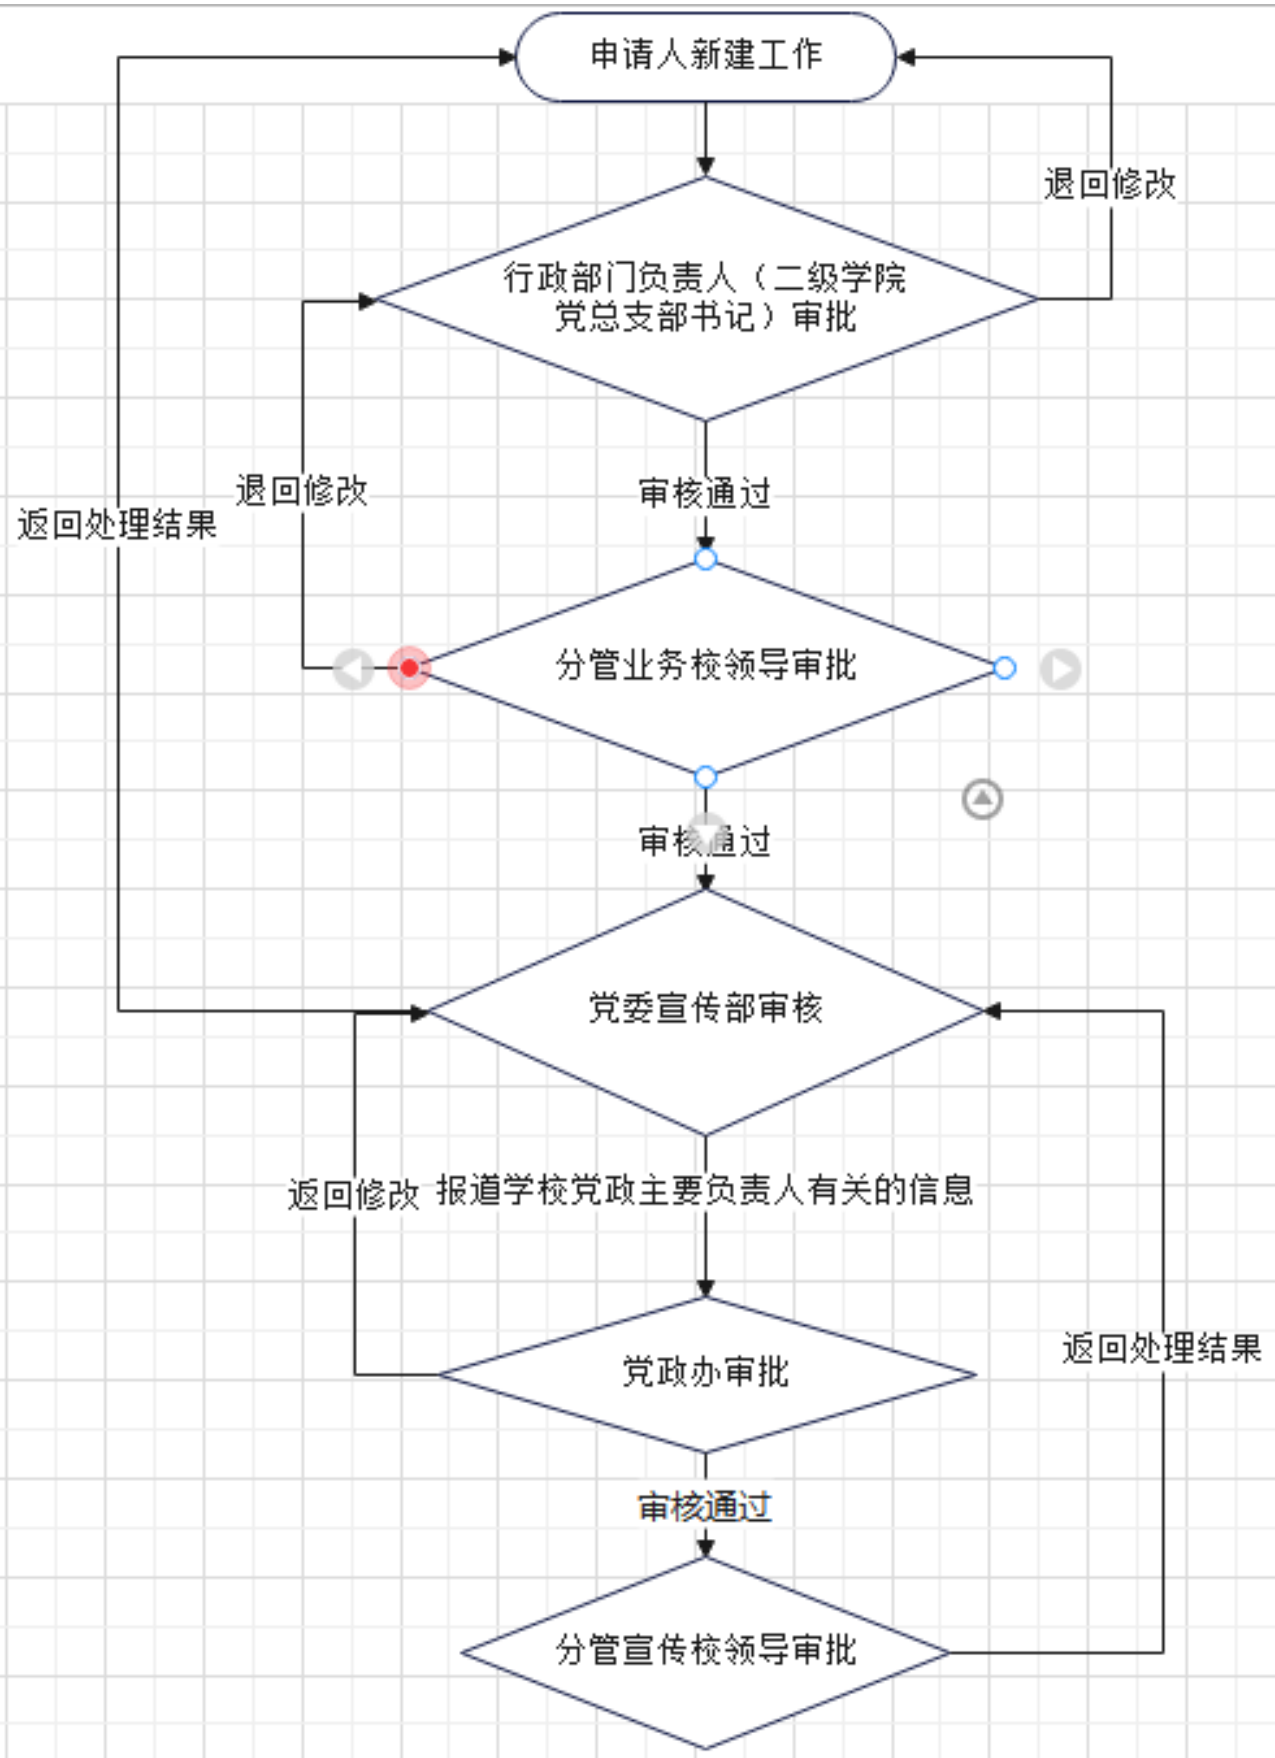 申请人新建工作
退回修改
行政部门负责人（二级学院
党总支部书记）审批
退回修改
审核通过
返回处理结果
分管业务校领导审批
审核通过
党委宣传部审核
返回修改
报道学校党政主要负责人有关的信息
返回处理结果
党政办审批
审核通过
分管宣传校领导审批